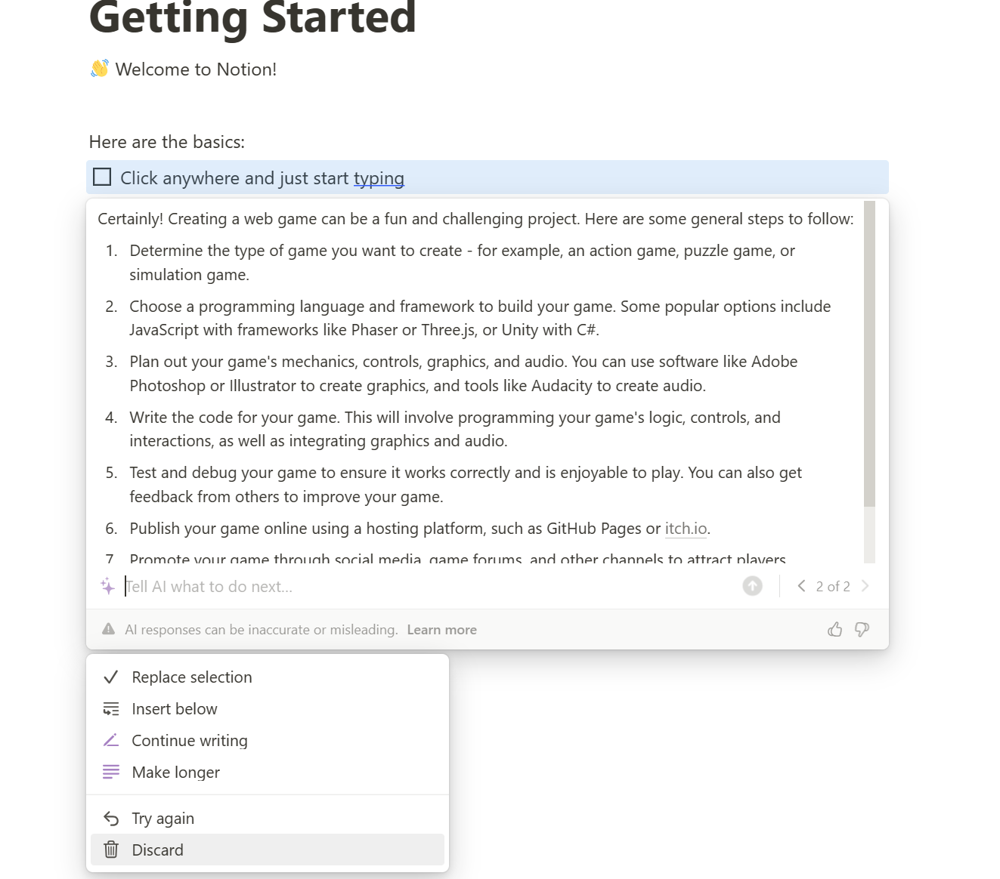 Getting Started
👋 Welcome to Notion!
Here are the basics:
Click anywhere and just start typing
Certainly! Creating a web game can be a fun and challenging project. Here are some general steps to follow:
1. Determine the type of game you want to create - for example, an action game, puzzle game, or
simulation game.
2. Choose a programming language and framework to build your game. Some popular options include
JavaScript with frameworks like Phaser or Three.js, or Unity with C#.
3. Plan out your game's mechanics, controls, graphics, and audio. You can use software like Adobe
Photoshop or Illustrator to create graphics, and tools like Audacity to create audio.
4. Write the code for your game. This will involve programming your game's logic, controls, and
interactions, as well as integrating graphics and audio.
5. Test and debug your game to ensure it works correctly and is enjoyable to play. You can also get
feedback from others to improve your game.
6. Publish your game online using a hosting platform, such as GitHub Pages or itch.io.
7. Promote your game through social media, game forums, and other channels to attract players
Tell AI what to do next...
2 of 2
AI responses can be inaccurate or misleading. Learn more
Replace selection
Insert below
Continue writing
Make longer
Try again
Discard